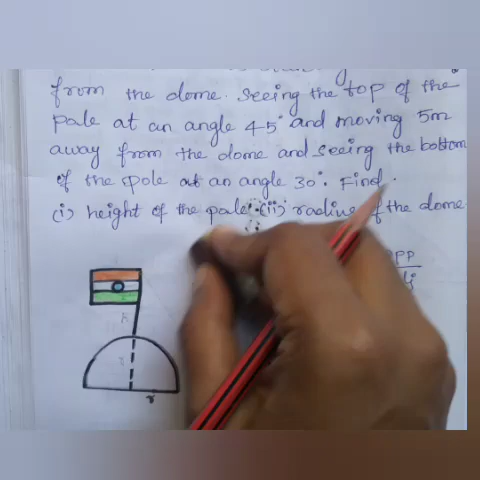 from the dome. Seeing the top of the
pole at an angle 45° and moving 5m
away from the dome and seeing the bottom
of the pole at an angle 30°. Find.
(i) height of the pole. (ii) radius of the dome
opp
h
r
r